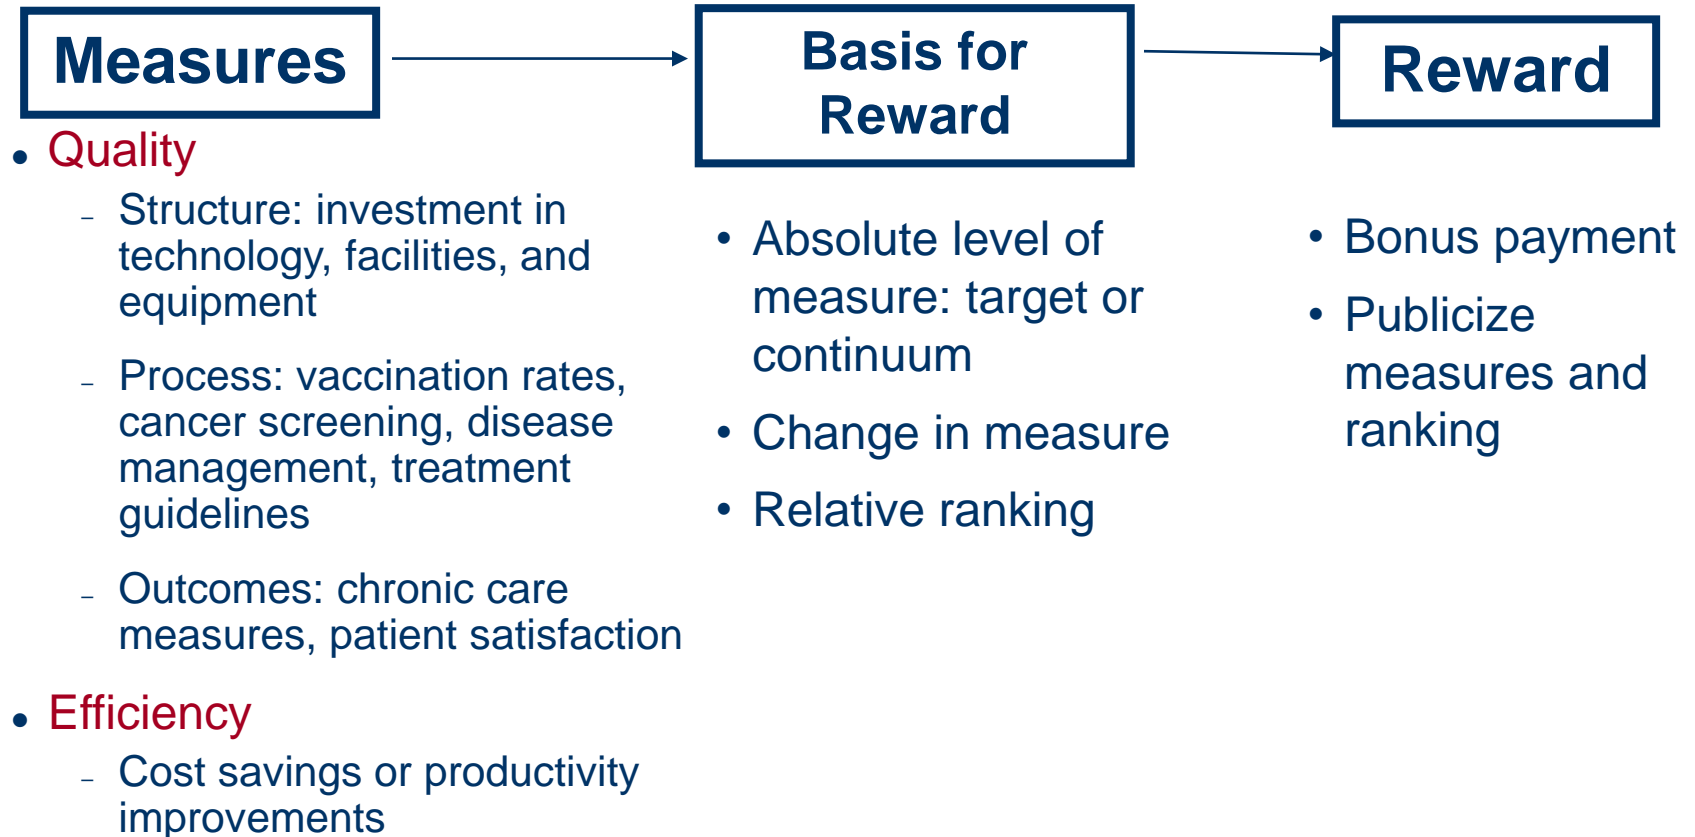 Measures
• Quality
– Structure: investment in
technology, facilities, and
equipment
– Process: vaccination rates,
cancer screening, disease
management, treatment
guidelines
– Outcomes: chronic care
measures, patient satisfaction
• Efficiency
– Cost savings or productivity
improvements
Basis for
Reward
• Absolute level of
measure: target or
continuum
• Change in measure
• Relative ranking
Reward
• Bonus payment
• Publicize
measures and
ranking